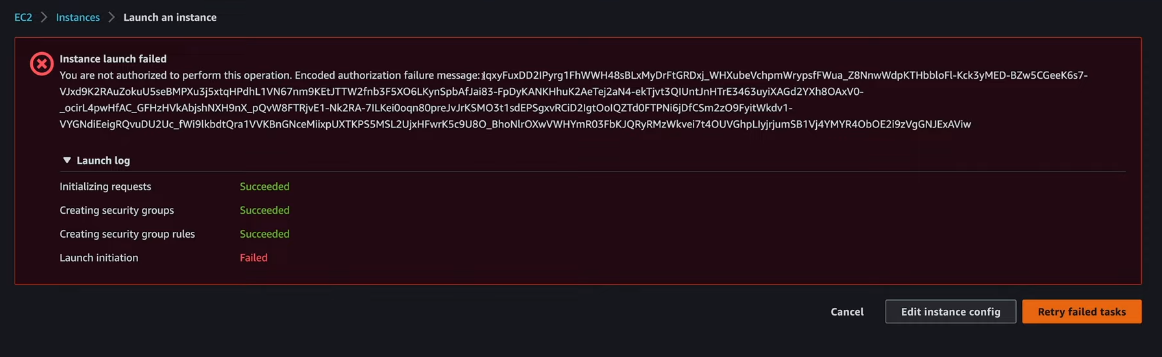 EC2 > Instances > Launch an instance
Instance launch failed
You are not authorized to perform this operation. Encoded authorization failure message: IqxyFuxDD2IPyrg1FhWWH48sBLxMyDrFtGRDxj_WHXubeVchpmWrypsfFWua_Z8NnwWdpKTHbbloFl-Kck3yMED-BZw5CGeeK6s7-
VJxd9K2RAuZokuU5seBMPXu3j5xtqHPdhL1VN67nm9KEtJTTW2fnb3F5XO6LKynSpbAfJai83-FpDyKANKHhuK2AeTej2aN4-ekTjvt3QIUntJnHTrE3463uyiXAGd2YXh8OAxV0-
_ocirL4pwHfAC_GFHzHVkAbjshNXH9nX_pQvW8FTRjvE1-Nk2RA-7ILKei0oqn80preJvJrKSMO3t1sdEPSgxvRCiD2IgtOoIQZTd0FTPNi6jDfCSm2zO9FyitWkdv1-
VYGNdiEeigRQvuDU2Uc_fWi9lkbdtQra1VVKBnGNceMiixpUXTKPS5MSL2UjxHFwrK5c9U8O_BhoNlrOXwVWHYmR03FbKJQRyRMzWkvei7t4OUVGhpLIyjrjumSB1Vj4YMYR4ObOE2i9zVgGNJExAViw
Launch log
Initializing requests Succeeded
Creating security groups Succeeded
Creating security group rules Succeeded
Launch initiation Failed
Cancel Edit instance config Retry failed tasks